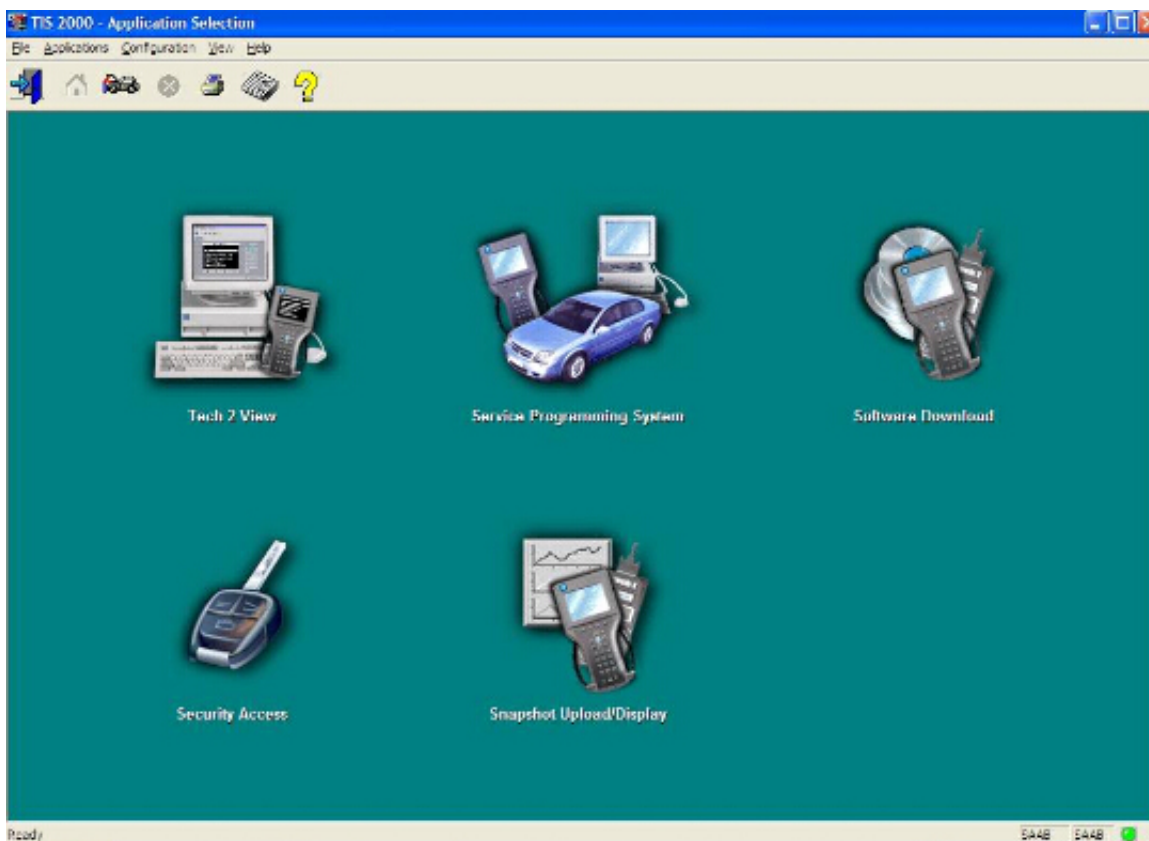 TIS 2000 - Application Selection
File Applications Configuration View Help
Tech 2 View
Service Programming System
Software Download
Security Access
Snapshot Upload/Display
Ready
SAAB SAAB